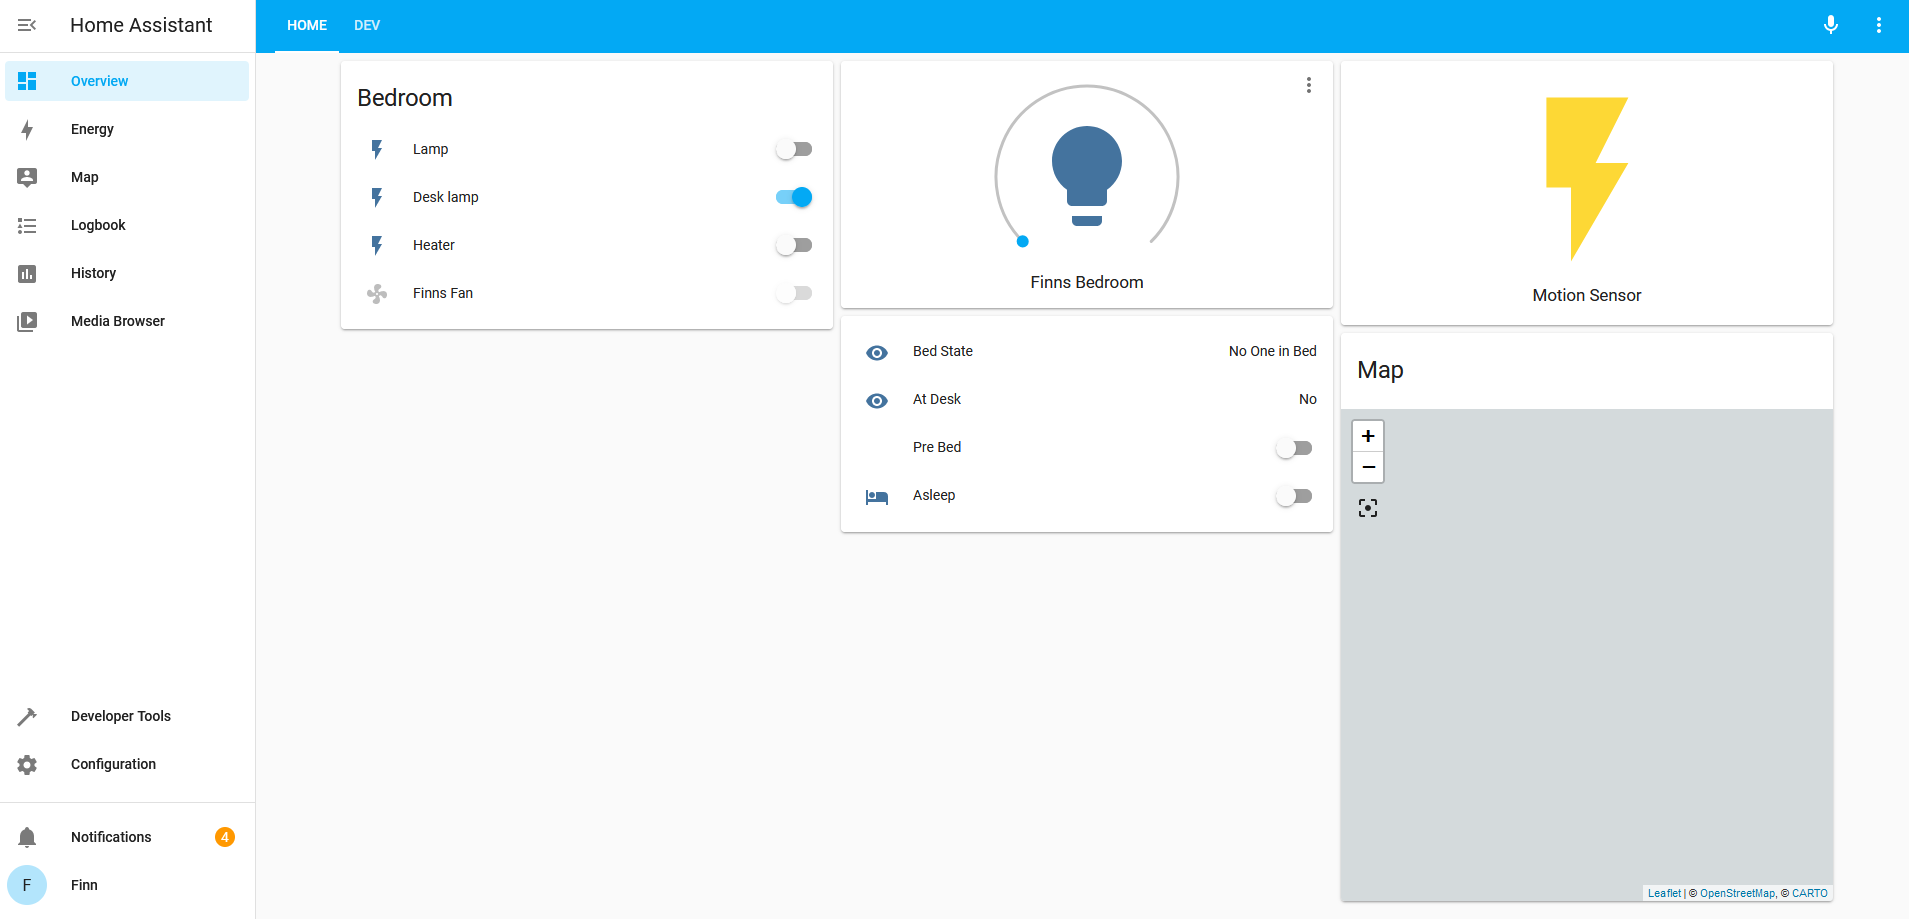 Home Assistant
HOME DEV
Overview
Energy
Map
Logbook
History
Media Browser
Developer Tools
Configuration
Notifications 4
F Finn
Bedroom
Lamp
Desk lamp
Heater
Finns Fan
Finns Bedroom
Bed State No One in Bed
At Desk No
Pre Bed
Asleep
Motion Sensor
Map
+
−
Leaflet | © OpenStreetMap, © CARTO